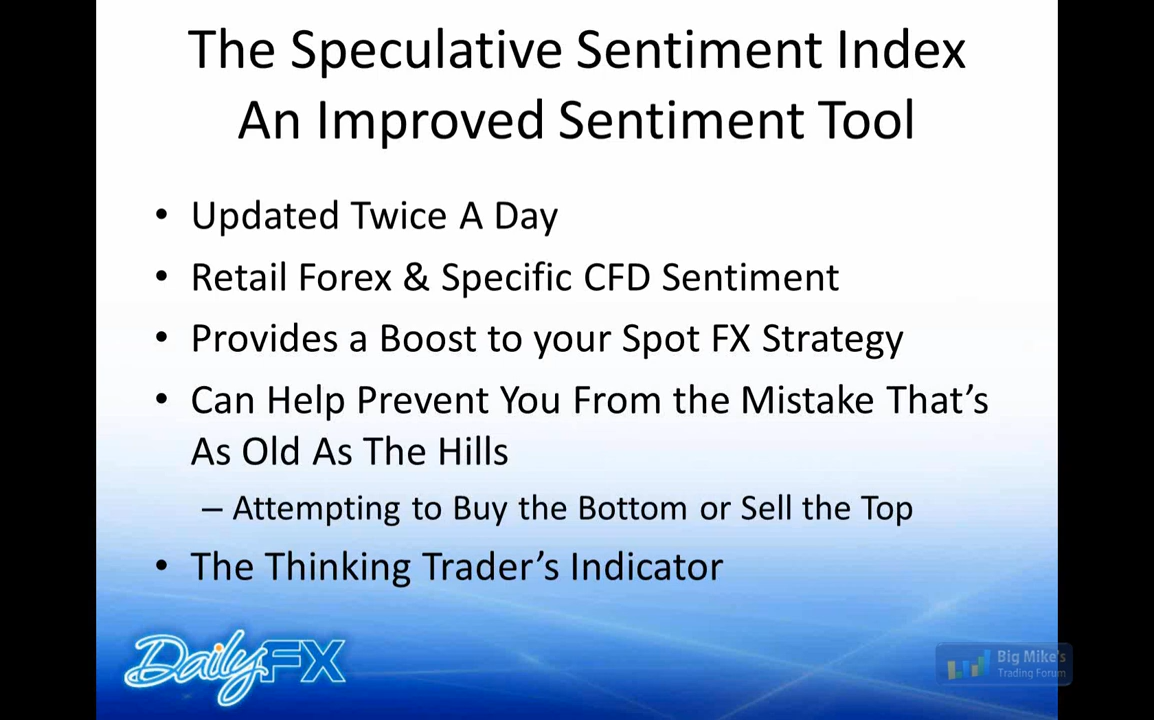 The Speculative Sentiment Index
An Improved Sentiment Tool
• Updated Twice A Day
• Retail Forex & Specific CFD Sentiment
• Provides a Boost to your Spot FX Strategy
• Can Help Prevent You From the Mistake That’s
As Old As The Hills
– Attempting to Buy the Bottom or Sell the Top
• The Thinking Trader’s Indicator
DailyFX
Big Mike's
Trading Forum